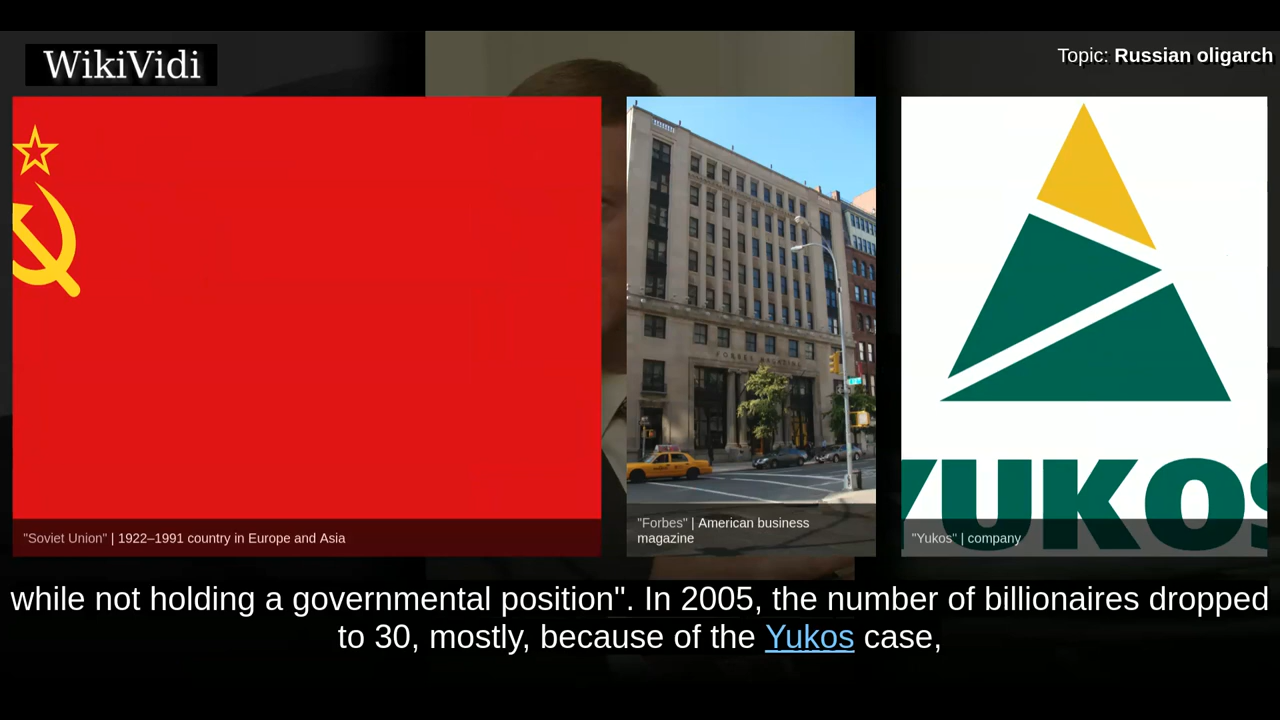 WikiVidi
Topic: Russian oligarch
FORBES MAGAZINE
YUKOS
"Soviet Union" | 1922–1991 country in Europe and Asia
"Forbes" | American business
magazine
"Yukos" | company
while not holding a governmental position". In 2005, the number of billionaires dropped
to 30, mostly, because of the Yukos case,